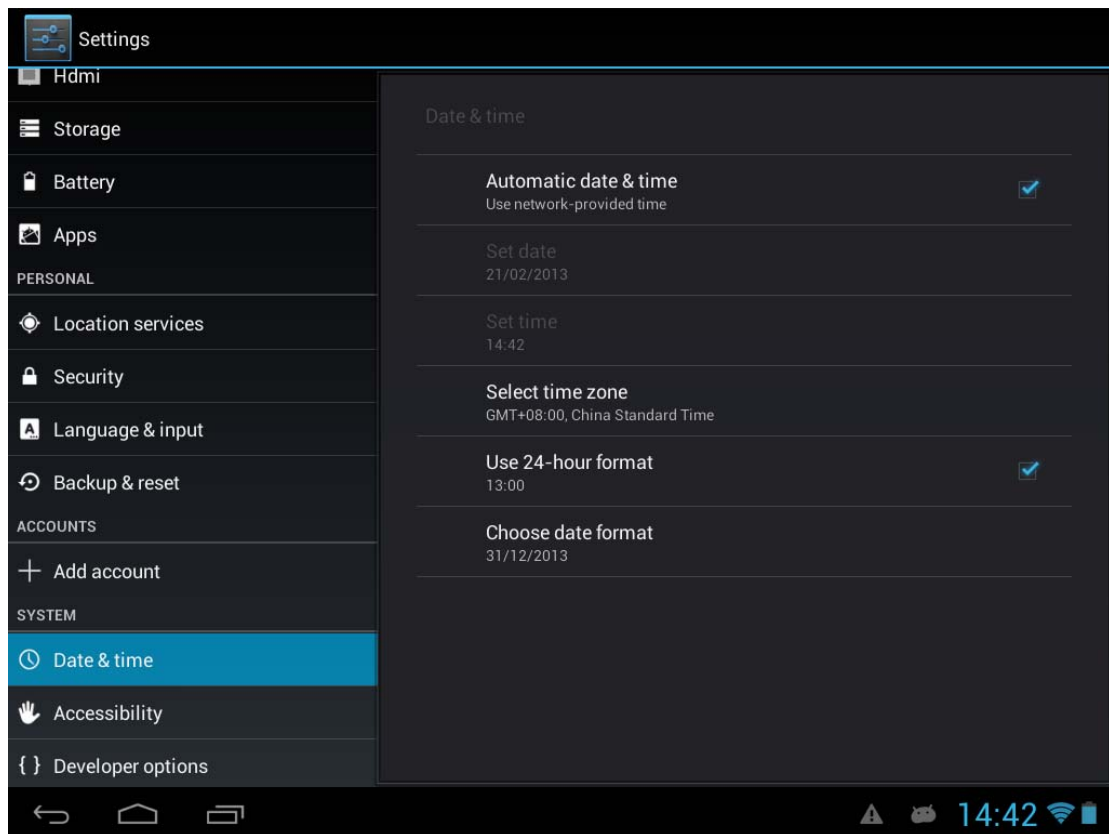 Settings
Hdmi
Storage
Battery
Apps
PERSONAL
Location services
Security
Language & input
Backup & reset
ACCOUNTS
Add account
SYSTEM
Date & time
Accessibility
{ } Developer options
Date & time
Automatic date & time
Use network-provided time
Set date
21/02/2013
Set time
14:42
Select time zone
GMT+08:00, China Standard Time
Use 24-hour format
13:00
Choose date format
31/12/2013
14:42